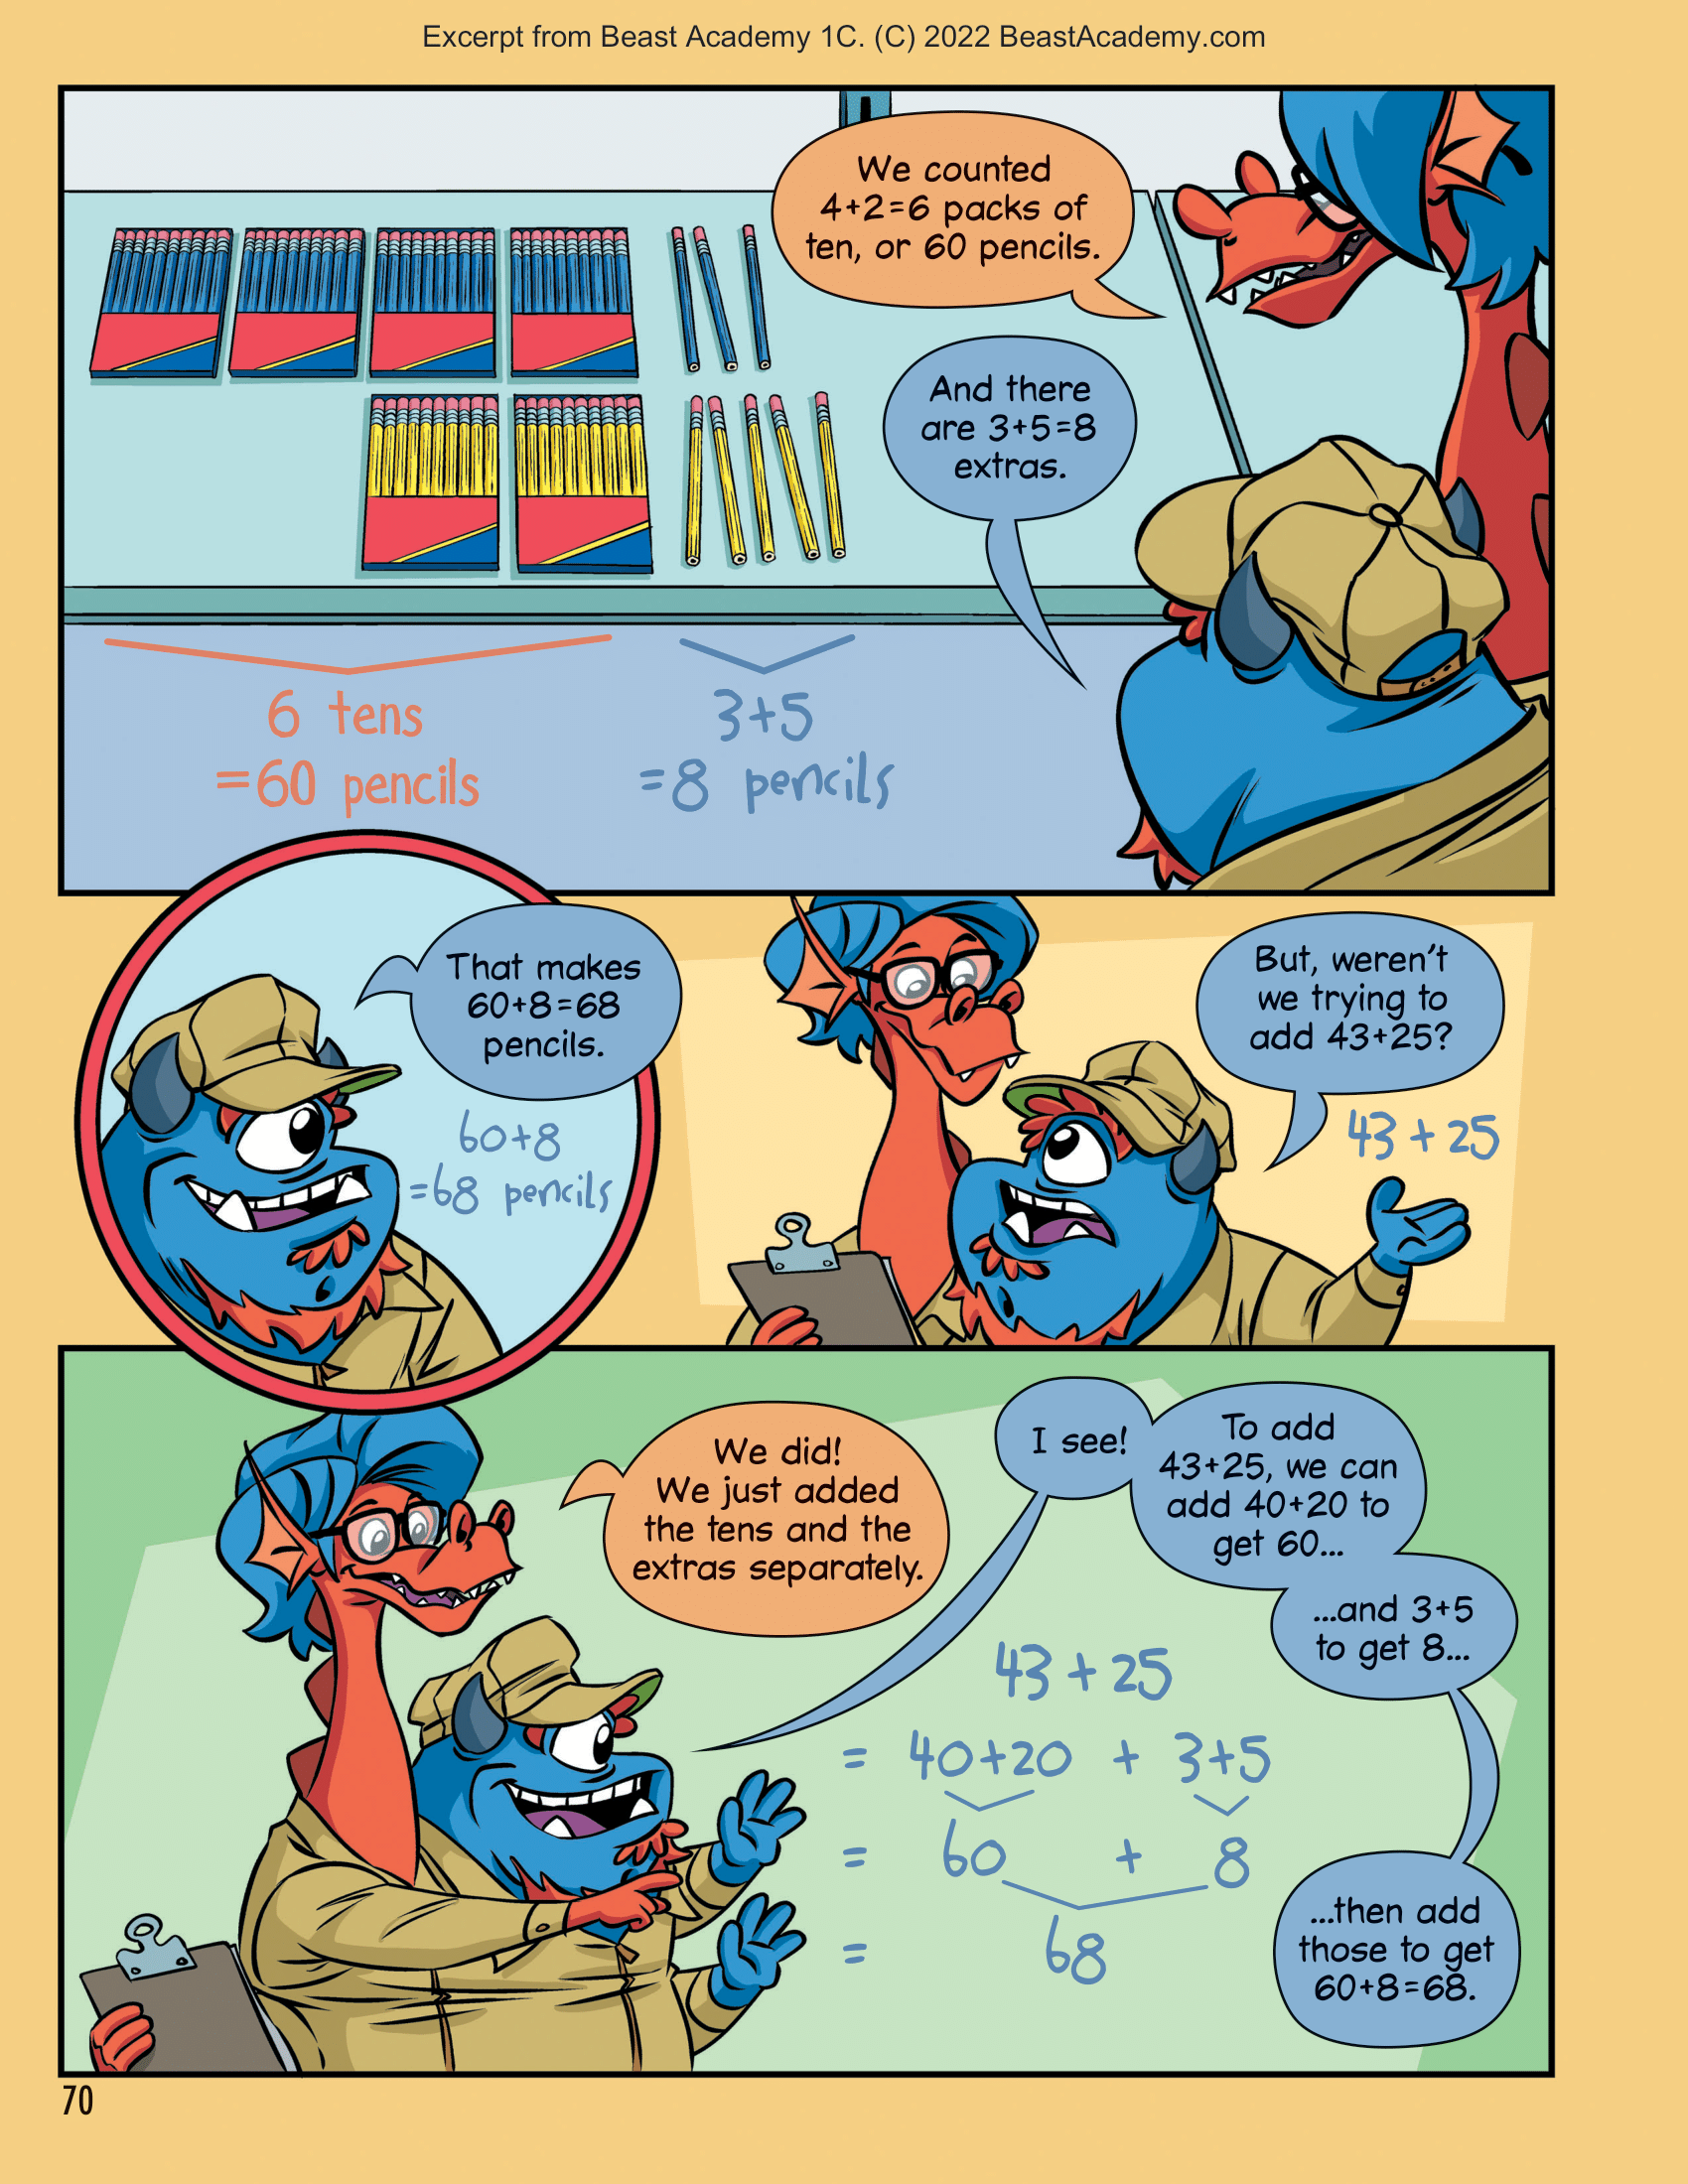 Excerpt from Beast Academy 1C. (C) 2022 BeastAcademy.com
We counted
4+2=6 packs of
ten, or 60 pencils.
And there
are 3+5=8
extras.
6 tens
=60 pencils
3+5
=8 pencils
That makes
60+8=68
pencils.
60+8
=68 pencils
But, weren't
we trying to
add 43+25?
43+25
We did!
We just added
the tens and the
extras separately.
I see!
To add
43+25, we can
add 40+20 to
get 60...
...and 3+5
to get 8...
43+25
= 40+20 + 3+5
= 60 + 8
= 68
...then add
those to get
60+8=68.
70